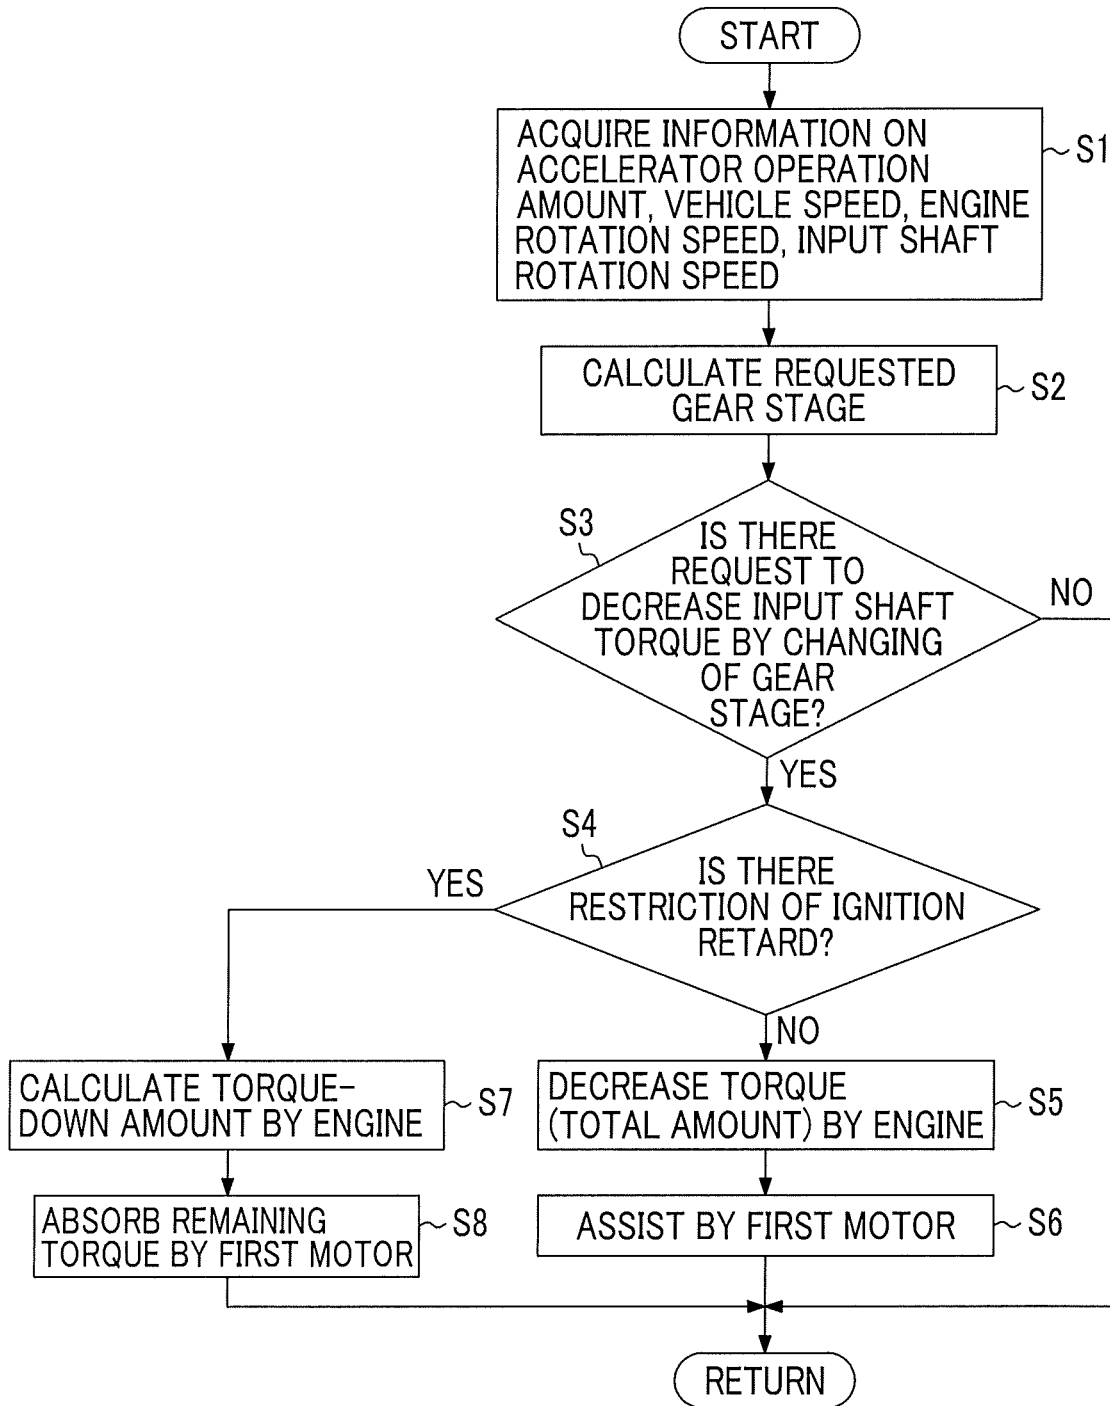 START
ACQUIRE INFORMATION ON
ACCELERATOR OPERATION
AMOUNT, VEHICLE SPEED, ENGINE
ROTATION SPEED, INPUT SHAFT
ROTATION SPEED
S1
CALCULATE REQUESTED
GEAR STAGE
S2
S3
IS THERE
REQUEST TO
DECREASE INPUT SHAFT
TORQUE BY CHANGING
OF GEAR
STAGE?
NO
YES
S4
IS THERE
RESTRICTION OF IGNITION
RETARD?
YES
NO
CALCULATE TORQUE-
DOWN AMOUNT BY ENGINE
S7
DECREASE TORQUE
(TOTAL AMOUNT) BY ENGINE
S5
ABSORB REMAINING
TORQUE BY FIRST MOTOR
S8
ASSIST BY FIRST MOTOR
S6
RETURN